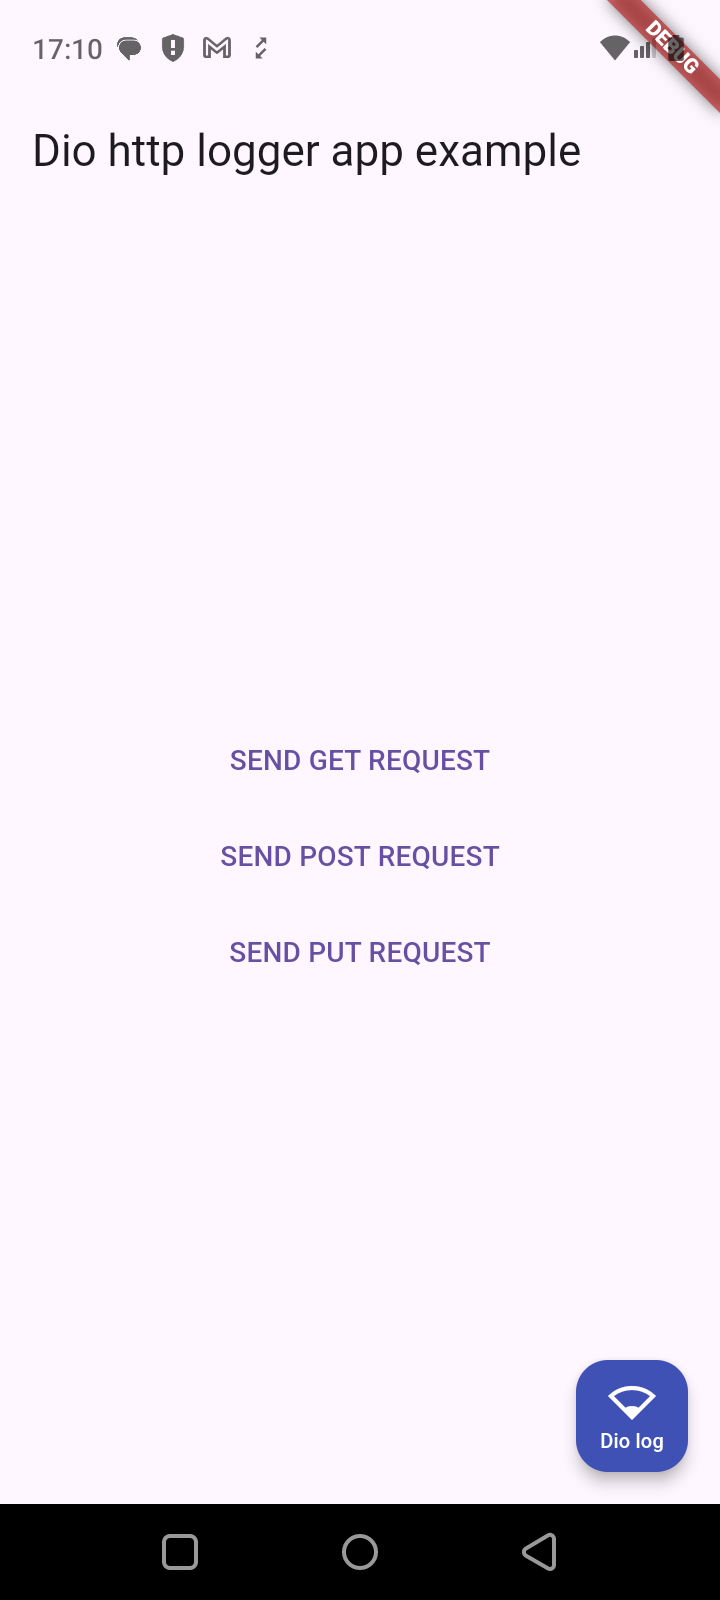 17:10
DEBUG
Dio http logger app example
SEND GET REQUEST
SEND POST REQUEST
SEND PUT REQUEST
Dio log